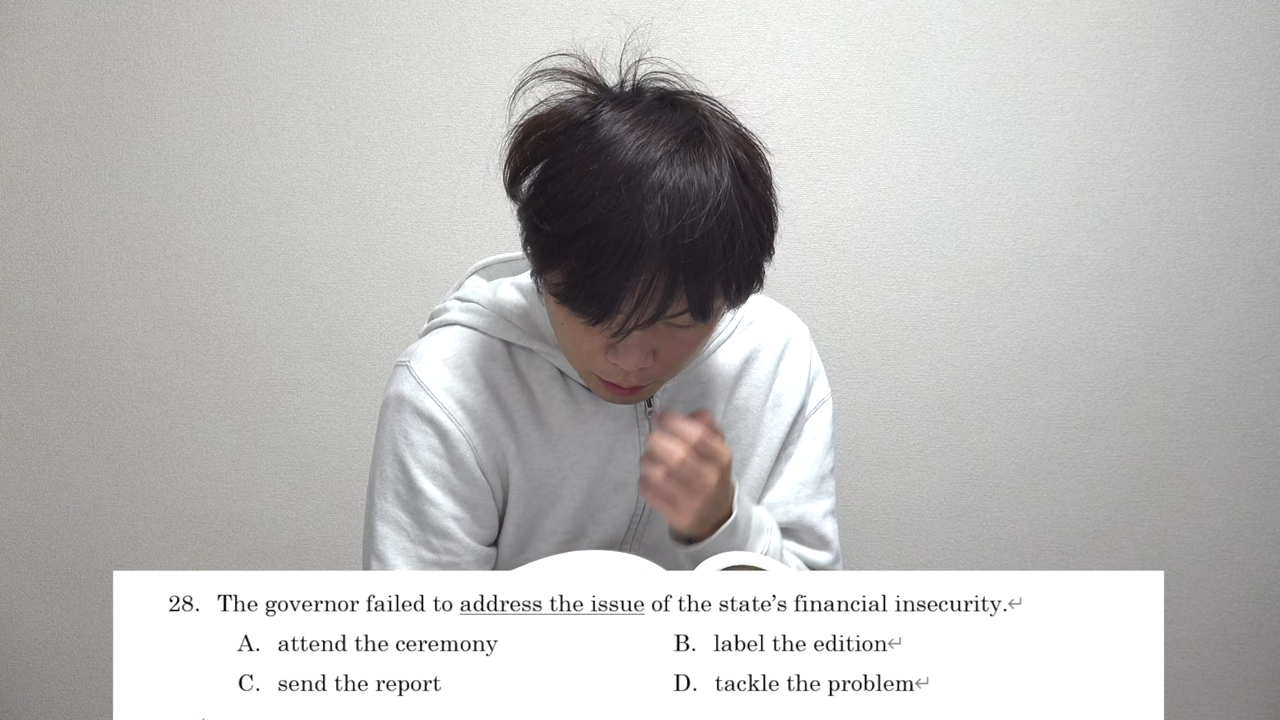 28. The governor failed to address the issue of the state's financial insecurity.↵
A. attend the ceremony B. label the edition↵
C. send the report D. tackle the problem↵